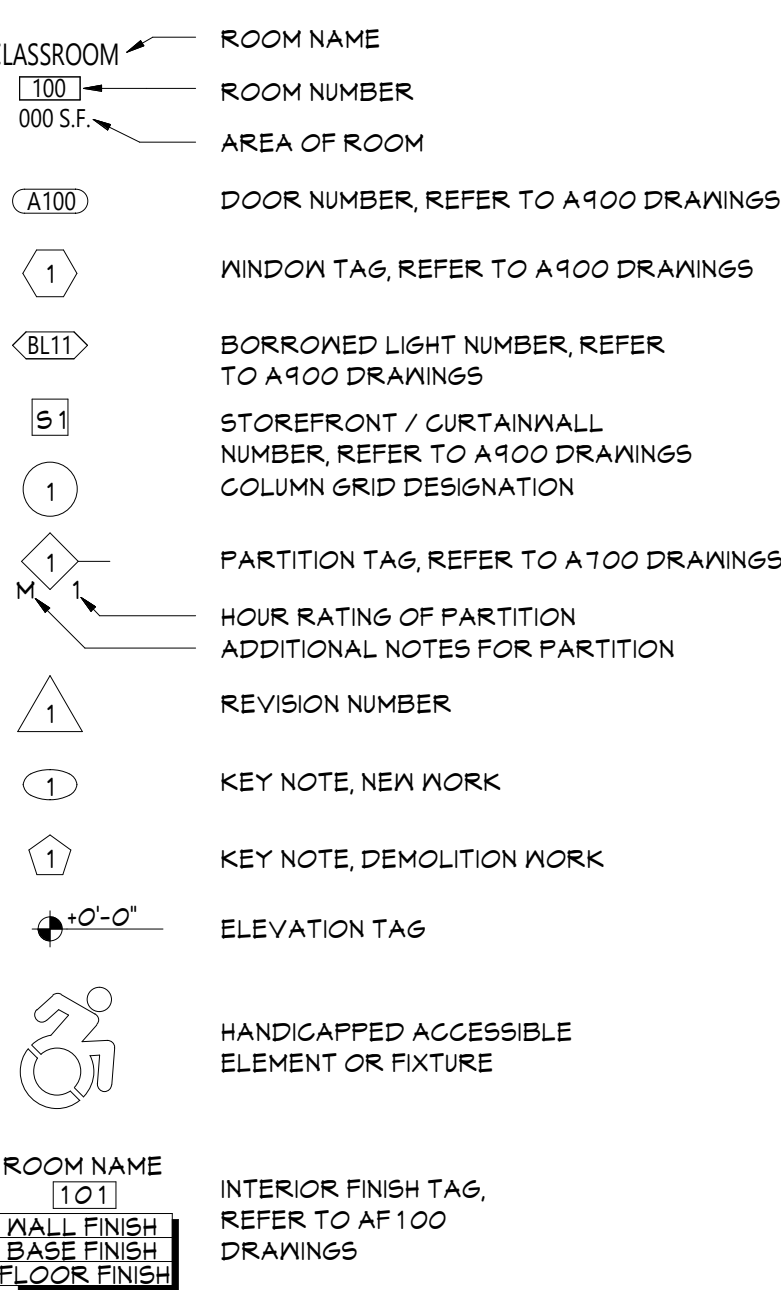 CLASSROOM ROOM NAME
100 ROOM NUMBER
000 S.F. AREA OF ROOM
A100 DOOR NUMBER, REFER TO A900 DRAWINGS
1 WINDOW TAG, REFER TO A900 DRAWINGS
BL11 BORROWED LIGHT NUMBER, REFER
TO A900 DRAWINGS
S1 STOREFRONT / CURTAINWALL
NUMBER, REFER TO A900 DRAWINGS
1 COLUMN GRID DESIGNATION
1 PARTITION TAG, REFER TO A700 DRAWINGS
M 1 HOUR RATING OF PARTITION
ADDITIONAL NOTES FOR PARTITION
1 REVISION NUMBER
1 KEY NOTE, NEW WORK
1 KEY NOTE, DEMOLITION WORK
+0'-0" ELEVATION TAG
HANDICAPPED ACCESSIBLE
ELEMENT OR FIXTURE
ROOM NAME
101
WALL FINISH
BASE FINISH
FLOOR FINISH
INTERIOR FINISH TAG,
REFER TO AF100
DRAWINGS